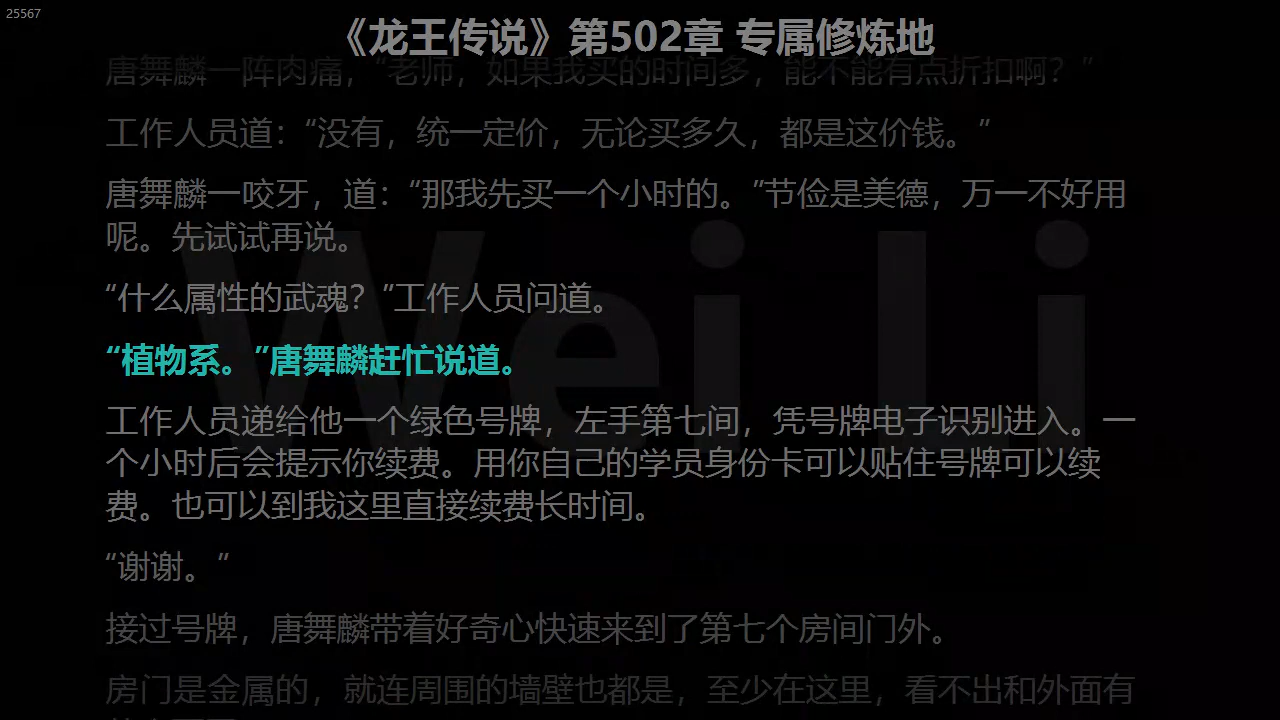 25567
《龙王传说》第502章 专属修炼地
唐舞麟一阵肉痛，“老师，如果我买的时间多，能不能有点折扣啊？”
工作人员道：“没有，统一定价，无论买多久，都是这价钱。”
唐舞麟一咬牙，道：“那我先买一个小时的。”节俭是美德，万一不好用
呢。先试试再说。
“什么属性的武魂？”工作人员问道。
“植物系。”唐舞麟赶忙说道。
工作人员递给他一个绿色号牌，左手第七间，凭号牌电子识别进入。一
个小时后会提示你续费。用你自己的学员身份卡可以贴住号牌可以续
费。也可以到我这里直接续费长时间。
“谢谢。”
接过号牌，唐舞麟带着好奇心快速来到了第七个房间门外。
房门是金属的，就连周围的墙壁也都是，至少在这里，看不出和外面有
Wei Li